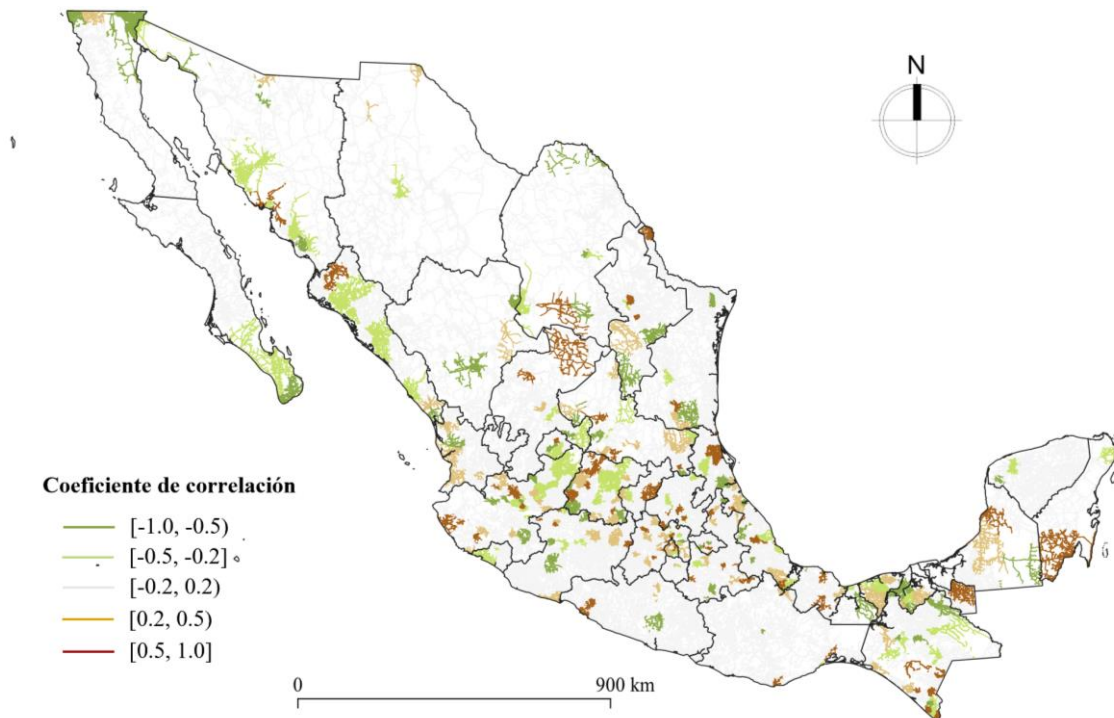 N
Coeficiente de correlación
[-1.0, -0.5)
[-0.5, -0.2]
[-0.2, 0.2)
[0.2, 0.5)
[0.5, 1.0]
0 900 km